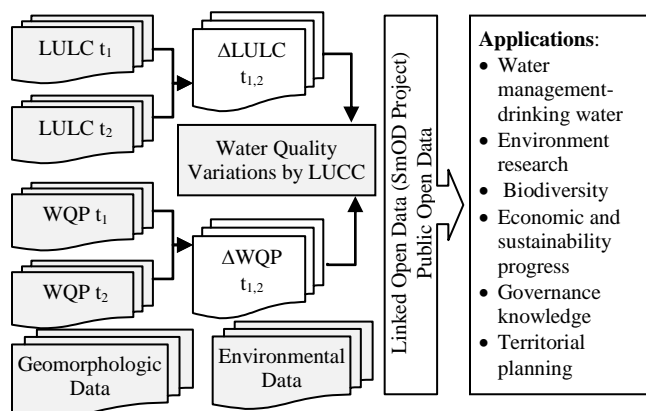 LULC t1
LULC t2
WQP t1
WQP t2
Geomorphologic
Data
ΔLULC
t1,2
Water Quality
Variations by LUCC
ΔWQP
t1,2
Environmental
Data
Linked Open Data (SmOD Project)
Public Open Data
Applications:
• Water
management-
drinking water
• Environment
research
• Biodiversity
• Economic and
sustainability
progress
• Governance
knowledge
• Territorial
planning